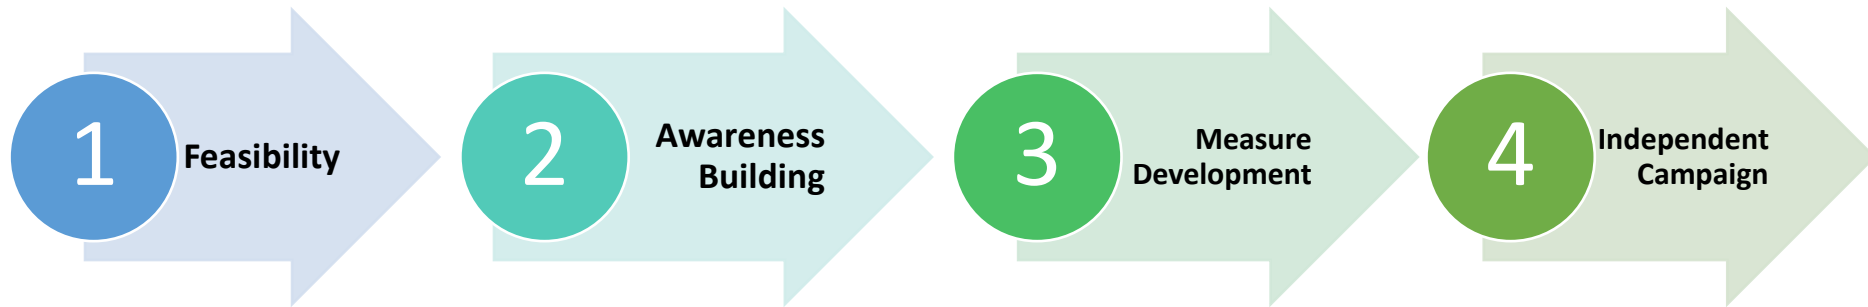 1
Feasibility
2
Awareness
Building
3
Measure
Development
4
Independent
Campaign